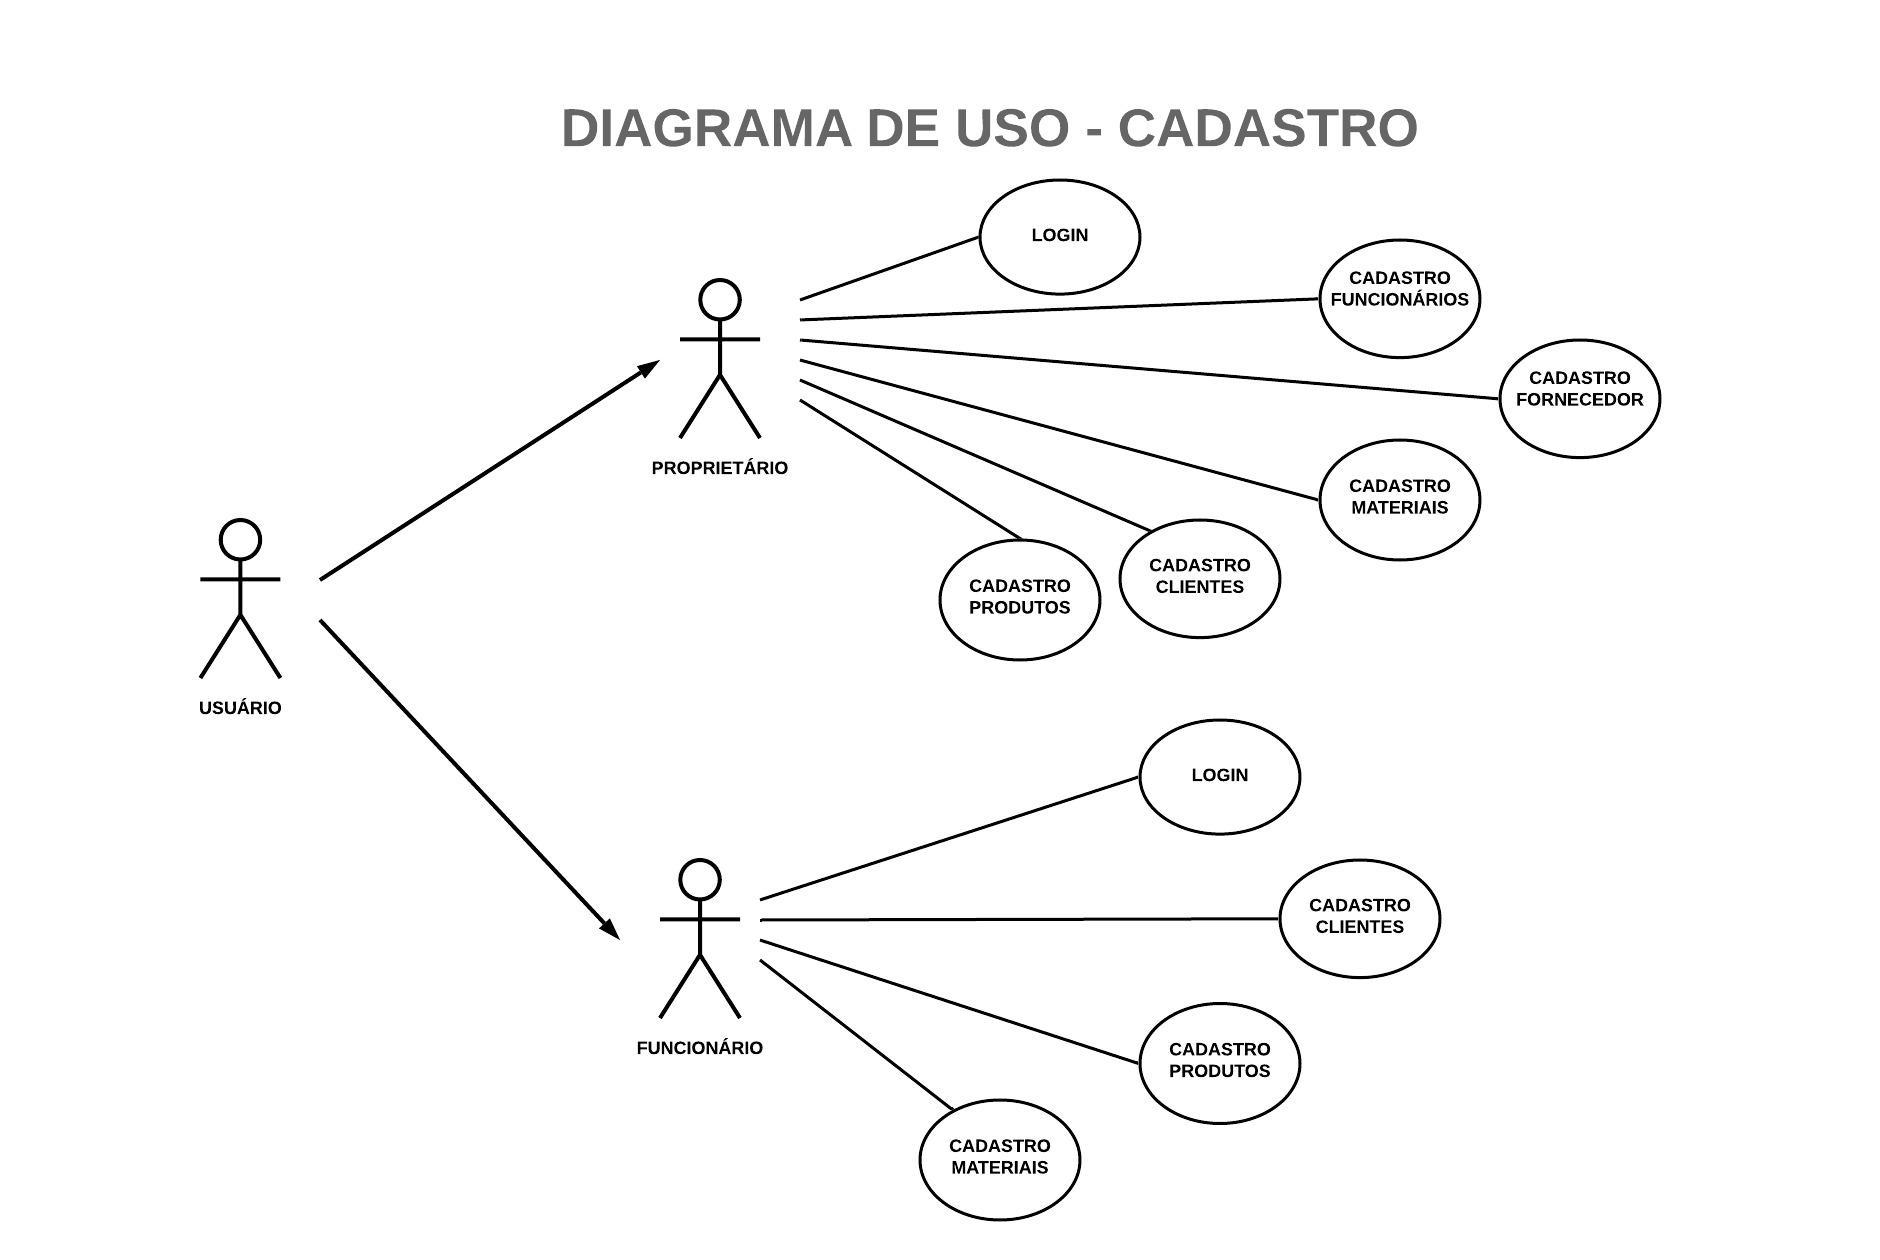 DIAGRAMA DE USO - CADASTRO
LOGIN
CADASTRO
FUNCIONÁRIOS
CADASTRO
FORNECEDOR
PROPRIETÁRIO
CADASTRO
MATERIAIS
CADASTRO
CLIENTES
CADASTRO
PRODUTOS
USUÁRIO
LOGIN
CADASTRO
CLIENTES
FUNCIONÁRIO
CADASTRO
PRODUTOS
CADASTRO
MATERIAIS